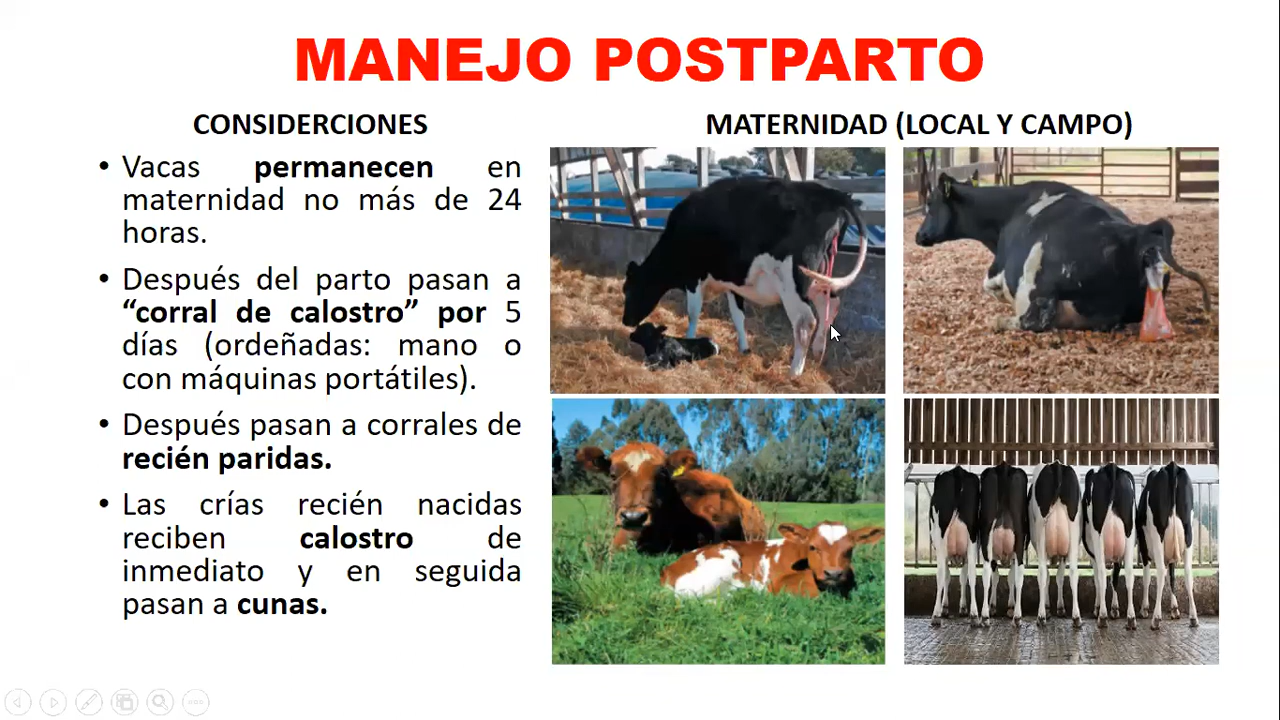 MANEJO POSTPARTO
CONSIDERCIONES
• Vacas permanecen en
maternidad no más de 24
horas.
• Después del parto pasan a
“corral de calostro” por 5
días (ordeñadas: mano o
con máquinas portátiles).
• Después pasan a corrales de
recién paridas.
• Las crías recién nacidas
reciben calostro de
inmediato y en seguida
pasan a cunas.
MATERNIDAD (LOCAL Y CAMPO)